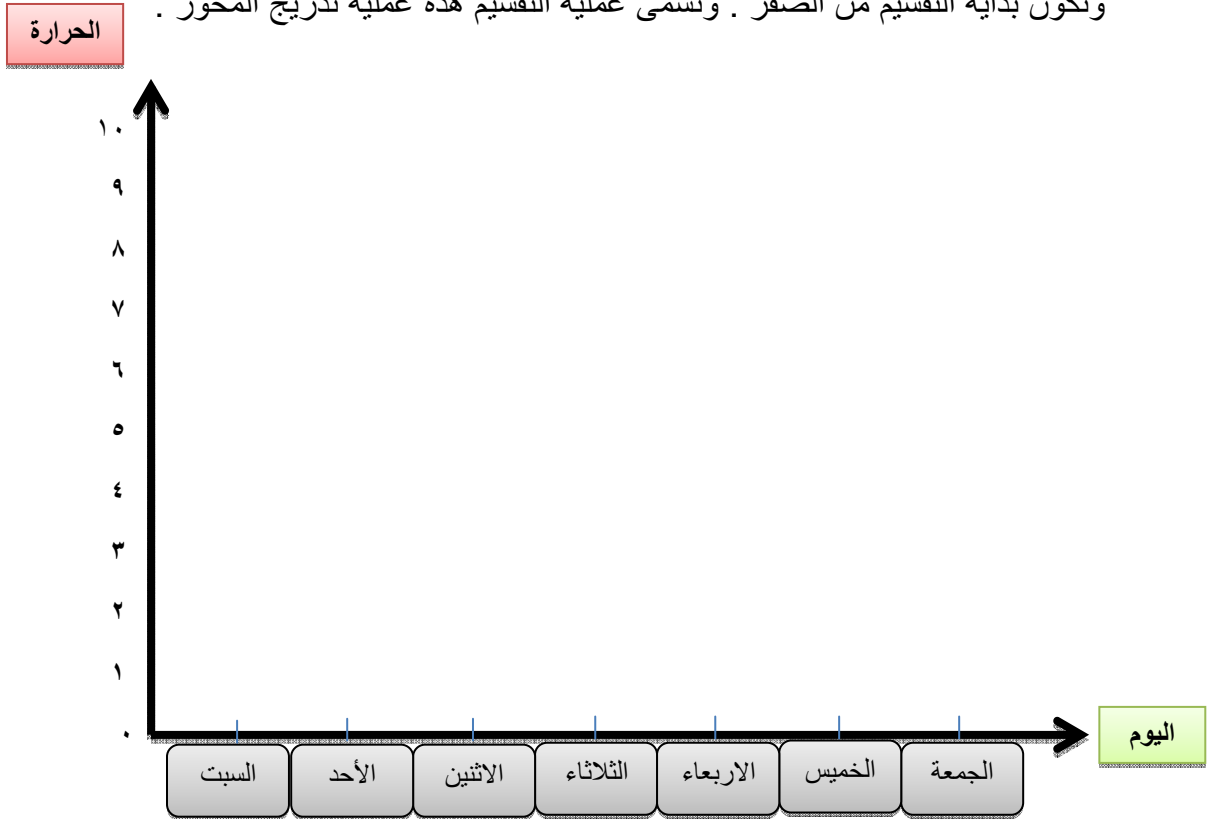 وتكون بداية التقسيم من الصفر . وتسمى عملية التقسيم هذه عملية تدريج المحور .
الحرارة
١٠
٩
٨
٧
٦
٥
٤
٣
٢
١
٠
اليوم
السبت
الأحد
الاثنين
الثلاثاء
الاربعاء
الخميس
الجمعة